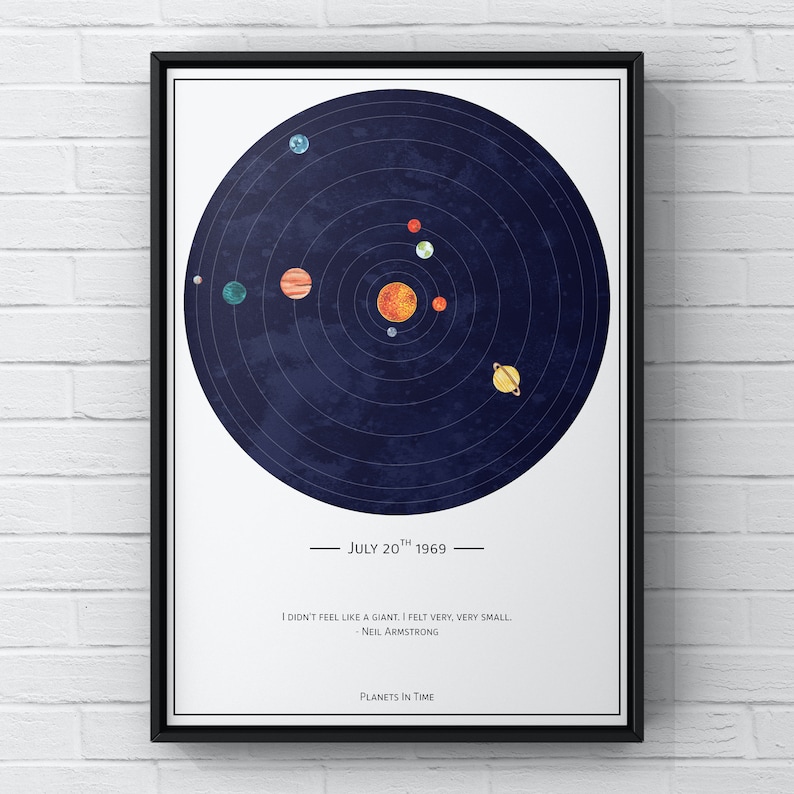 July 20th 1969
I didn't feel like a giant. I felt very, very small.
- Neil Armstrong
Planets In Time